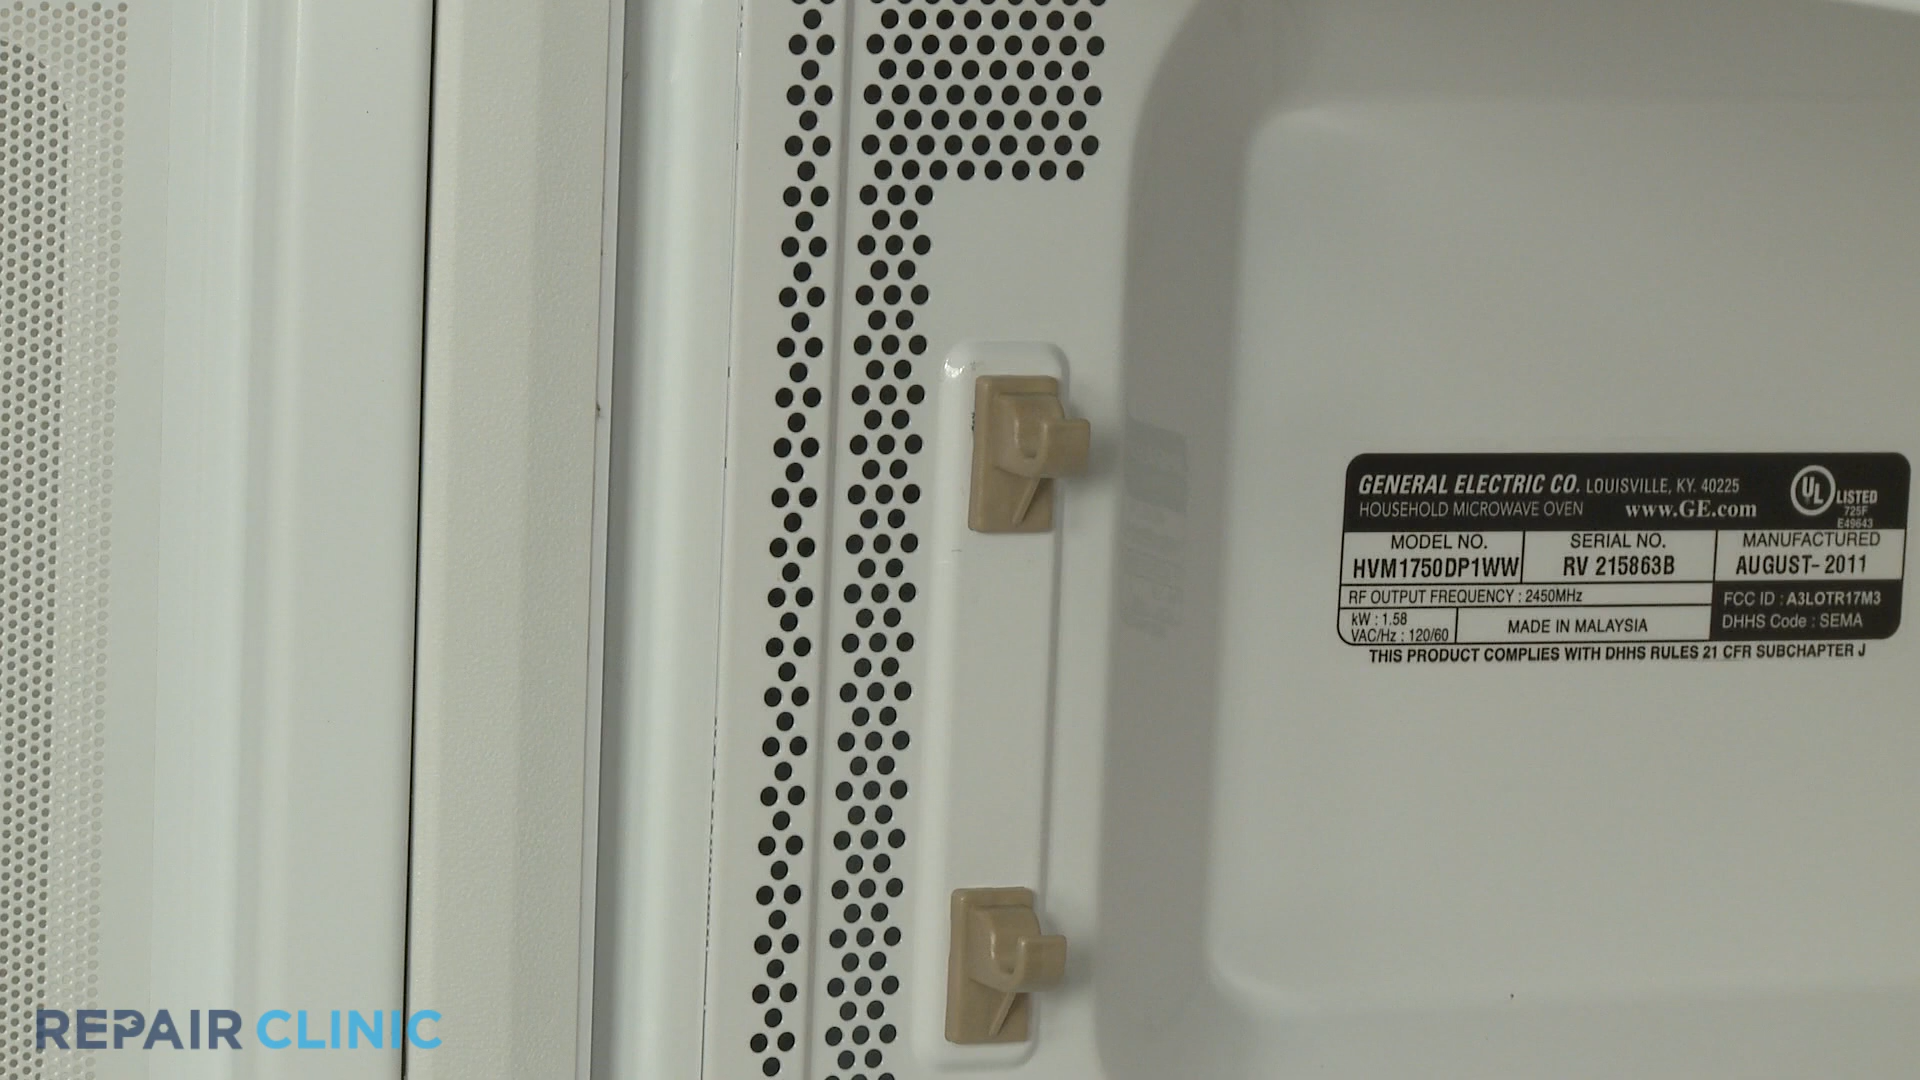 GENERAL ELECTRIC CO. LOUISVILLE, KY. 40225
HOUSEHOLD MICROWAVE OVEN www.GE.com
UL LISTED
725F
E49643
MODEL NO. SERIAL NO. MANUFACTURED
HVM1750DP1WW RV 215863B AUGUST- 2011
RF OUTPUT FREQUENCY : 2450MHz
FCC ID : A3LOTR17M3
kW : 1.58
VAC/Hz : 120/60
MADE IN MALAYSIA
DHHS Code : SEMA
THIS PRODUCT COMPLIES WITH DHHS RULES 21 CFR SUBCHAPTER J
REPAIR CLINIC